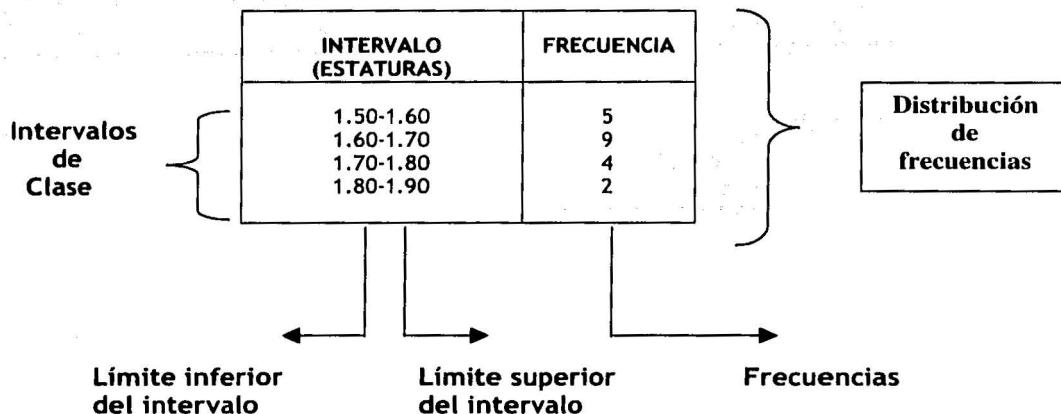 INTERVALO FRECUENCIA
(ESTATURAS)
1.50-1.60 5
1.60-1.70 9
1.70-1.80 4
1.80-1.90 2
Intervalos
de
Clase
Distribución
de
frecuencias
Límite inferior
del intervalo
Límite superior
del intervalo
Frecuencias